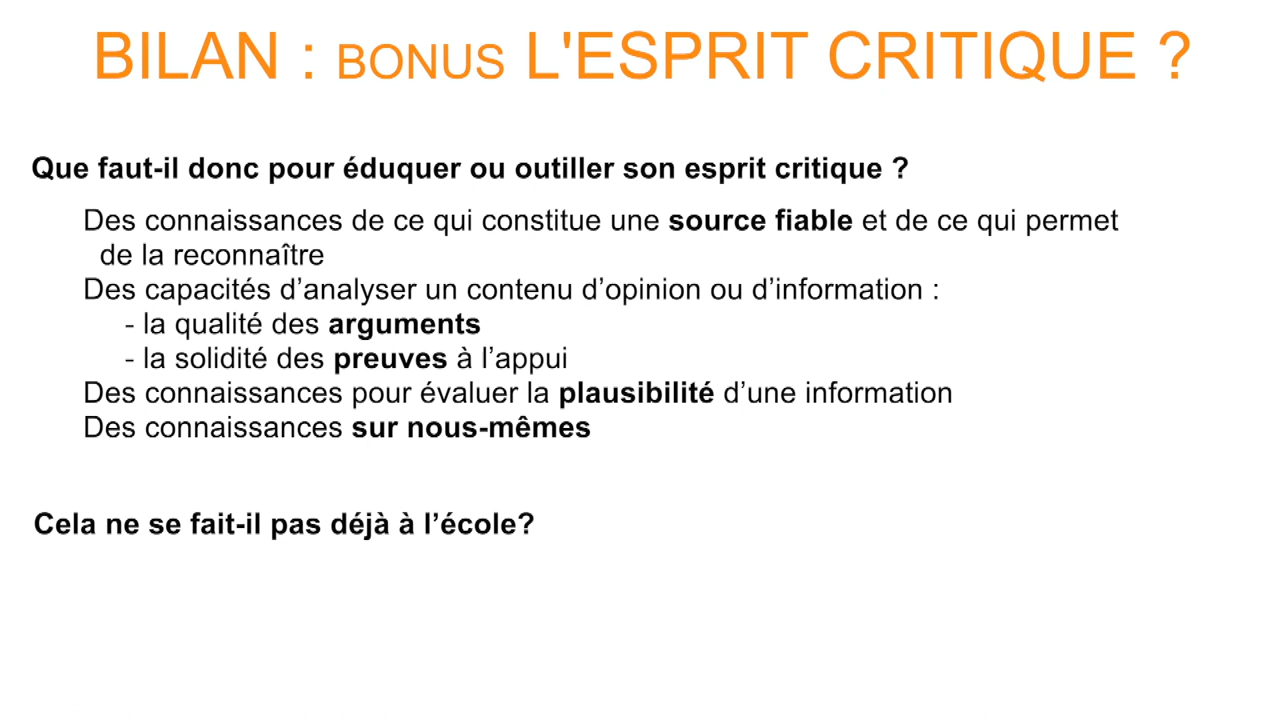 BILAN : BONUS L'ESPRIT CRITIQUE ?
Que faut-il donc pour éduquer ou outiller son esprit critique ?
Des connaissances de ce qui constitue une source fiable et de ce qui permet
de la reconnaître
Des capacités d’analyser un contenu d’opinion ou d’information :
- la qualité des arguments
- la solidité des preuves à l’appui
Des connaissances pour évaluer la plausibilité d’une information
Des connaissances sur nous-mêmes
Cela ne se fait-il pas déjà à l’école?